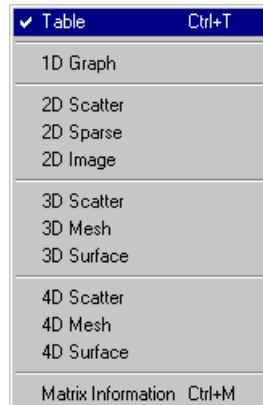 ✓ Table Ctrl+T
1D Graph
2D Scatter
2D Sparse
2D Image
3D Scatter
3D Mesh
3D Surface
4D Scatter
4D Mesh
4D Surface
Matrix Information Ctrl+M